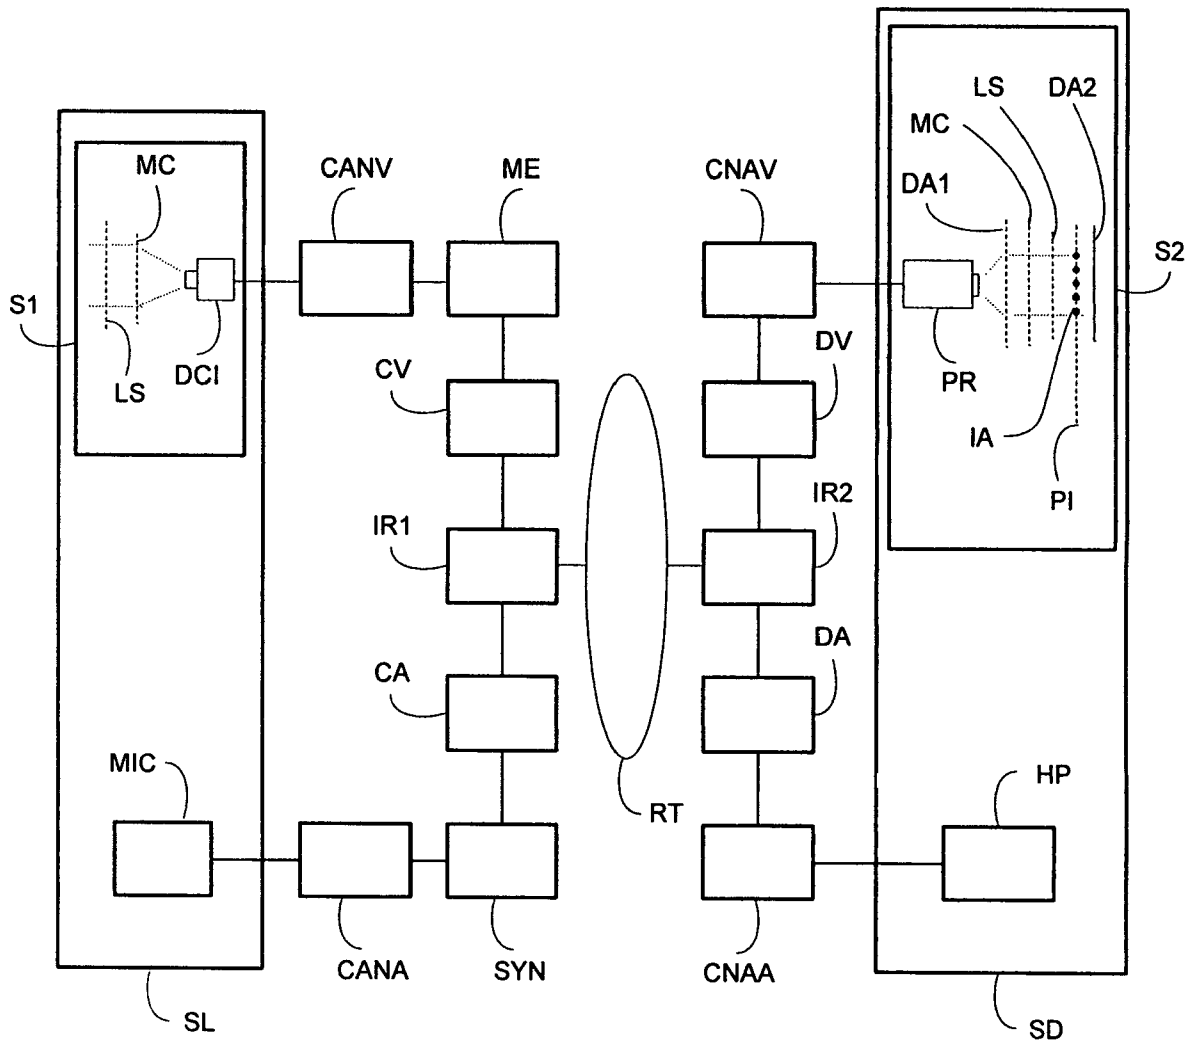 LS
DA2
MC
MC
CANV
ME
CNAV
DA1
S2
S1
DV
CV
PR
LS
DCI
IA
PI
IR1
IR2
CA
DA
MIC
HP
RT
CANA
SYN
CNAA
SL
SD